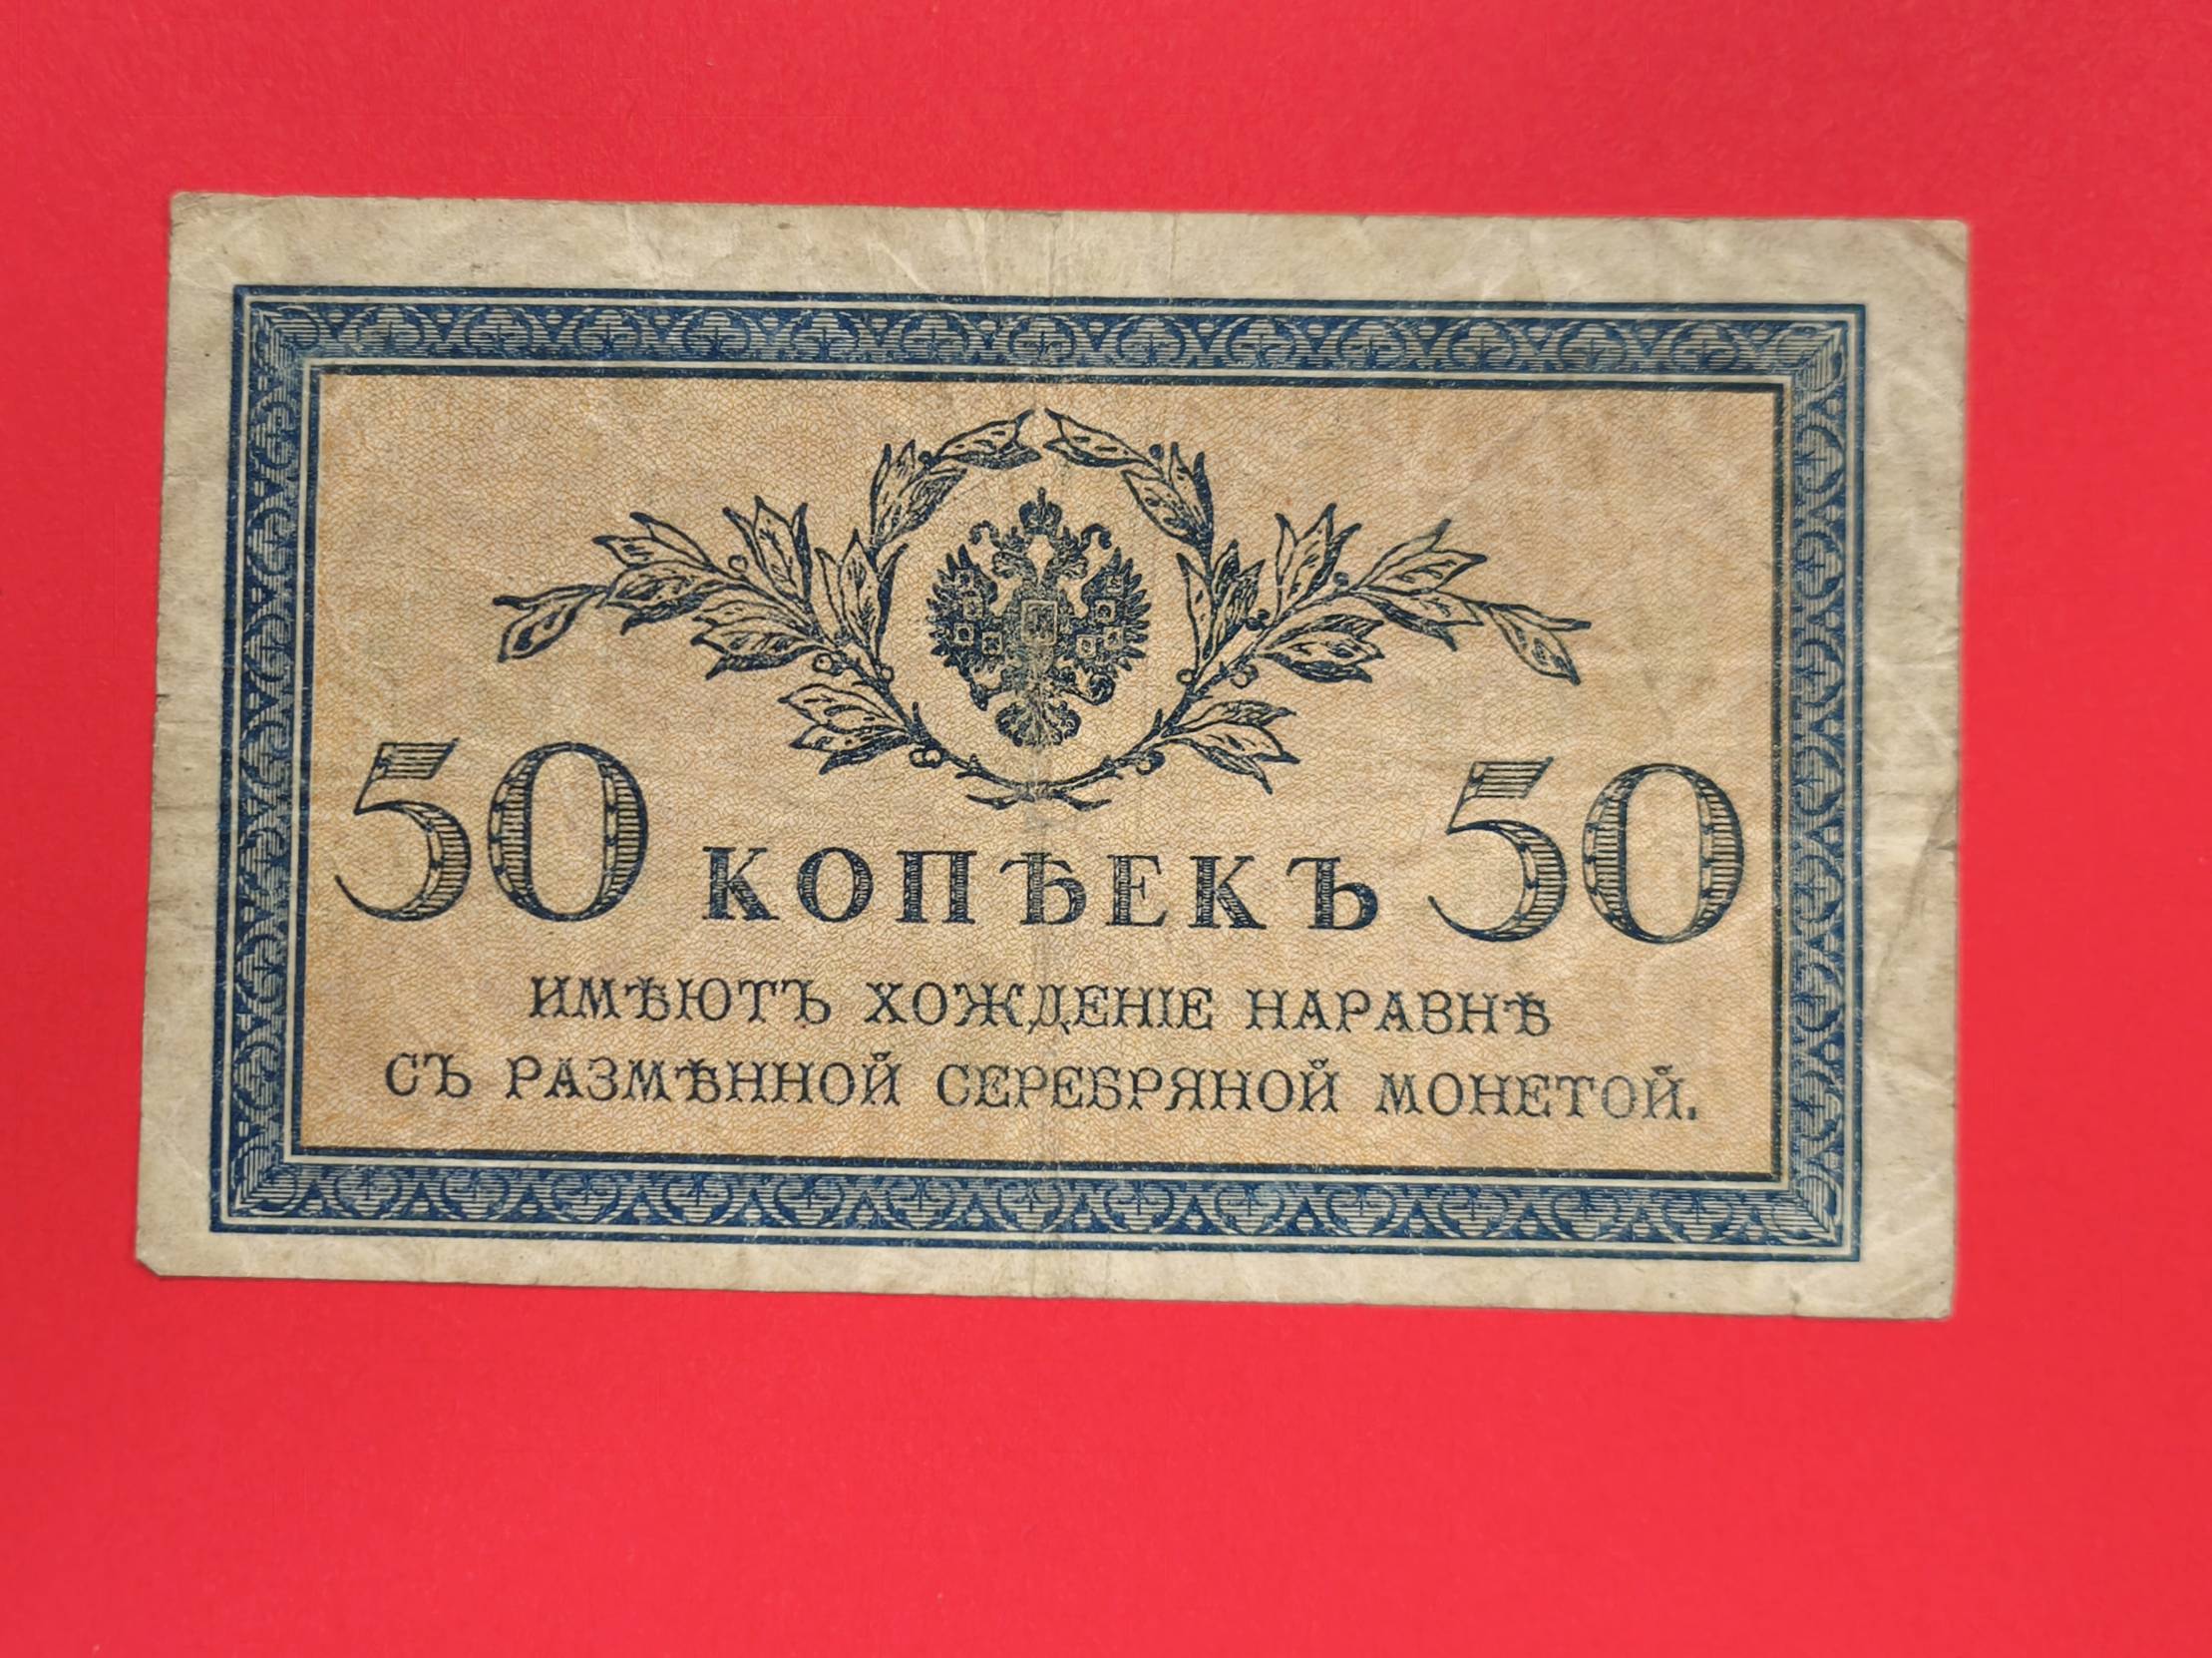 50 КОПѢЕКЪ 50
ИМѢЮТЪ ХОЖДЕНІЕ НАРАВНѢ
СЪ РАЗМѢННОЙ СЕРЕБРЯНОЙ МОНЕТОЙ.